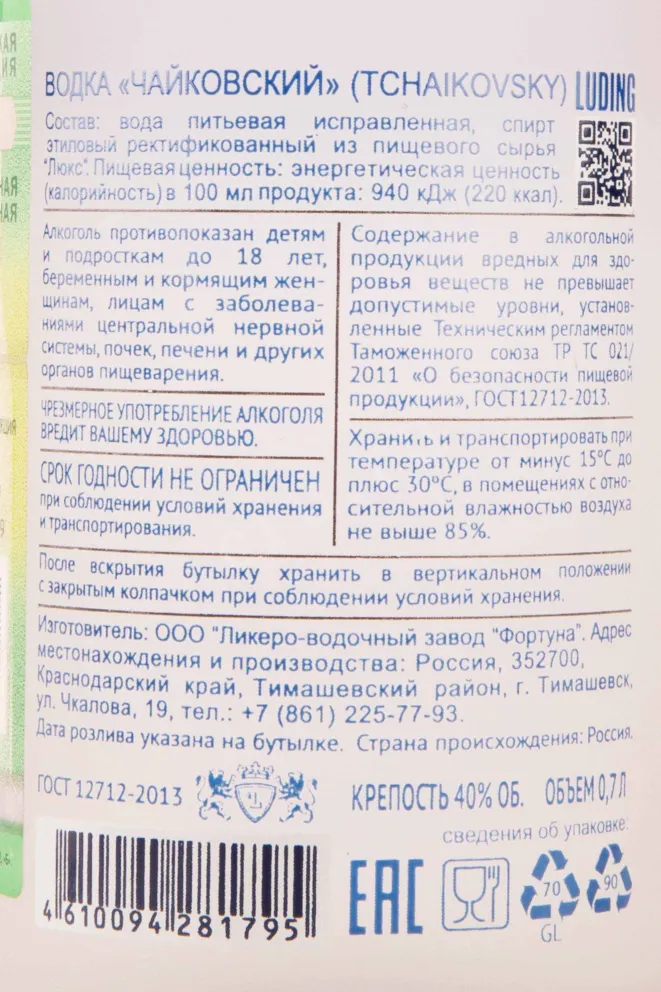 ВОДКА «ЧАЙКОВСКИЙ» (TCHAIKOVSKY) LUDING
Состав: вода питьевая исправленная, спирт
этиловый ректификованный из пищевого сырья
"Люкс". Пищевая ценность: энергетическая ценность
(калорийность) в 100 мл продукта: 940 кДж (220 ккал).
Алкоголь противопоказан детям
и подросткам до 18 лет,
беременным и кормящим жен-
щинам, лицам с заболева-
ниями центральной нервной
системы, почек, печени и других
органов пищеварения.
ЧРЕЗМЕРНОЕ УПОТРЕБЛЕНИЕ АЛКОГОЛЯ
ВРЕДИТ ВАШЕМУ ЗДОРОВЬЮ.
СРОК ГОДНОСТИ НЕ ОГРАНИЧЕН
при соблюдении условий хранения
и транспортирования.
Содержание в алкогольной
продукции вредных для здо-
ровья веществ не превышает
допустимые уровни, установ-
ленные Техническим регламентом
Таможенного союза ТР ТС 021/
2011 «О безопасности пищевой
продукции», ГОСТ 12712-2013.
Хранить и транспортировать при
температуре от минус 15°С до
плюс 30°С, в помещениях с отно-
сительной влажностью воздуха
не выше 85%.
После вскрытия бутылку хранить в вертикальном положении
с закрытым колпачком при соблюдении условий хранения.
Изготовитель: ООО "Ликеро-водочный завод "Фортуна". Адрес
местонахождения и производства: Россия, 352700,
Краснодарский край, Тимашевский район, г. Тимашевск,
ул. Чкалова, 19, тел.: +7 (861) 225-77-93.
Дата розлива указана на бутылке. Страна происхождения: Россия.
ГОСТ 12712-2013
КРЕПОСТЬ 40% ОБ. ОБЪЕМ 0,7 Л
сведения об упаковке:
4 610094 281795
EAC
70
GL
90